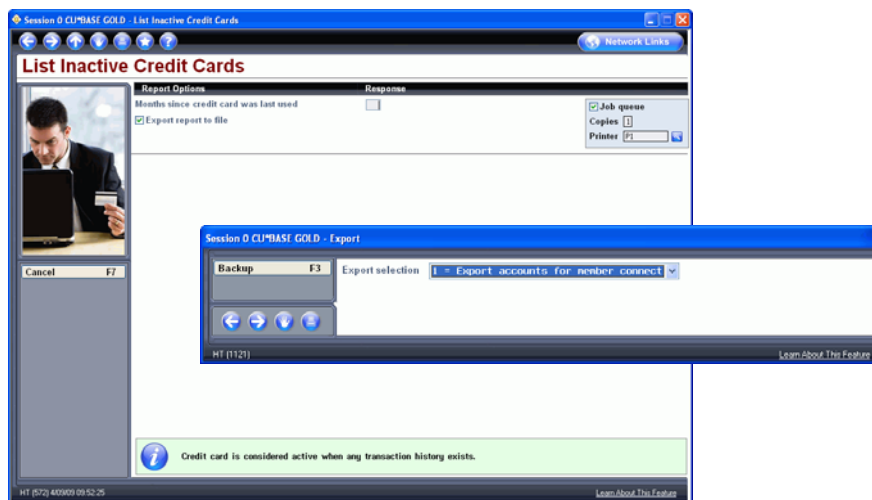 Session 0 CU*BASE GOLD - List Inactive Credit Cards
Network Links
List Inactive Credit Cards
Report Options Response
Months since credit card was last used
Export report to file
Job queue
Copies 1
Printer P1
Session 0 CU*BASE GOLD - Export
Backup F3
Export selection 1 = Export accounts for member connect
HT (1121)
Learn About This Feature
Cancel F7
Credit card is considered active when any transaction history exists.
HT (572) 4/09/09 09:52:25
Learn About This Feature